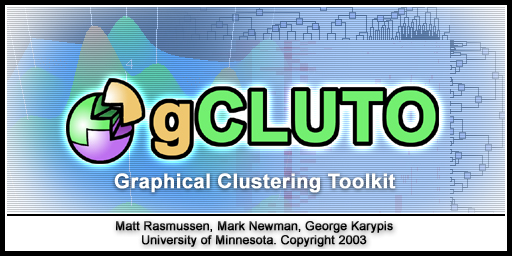 gCLUTO
Graphical Clustering Toolkit
Matt Rasmussen, Mark Newman, George Karypis
University of Minnesota. Copyright 2003